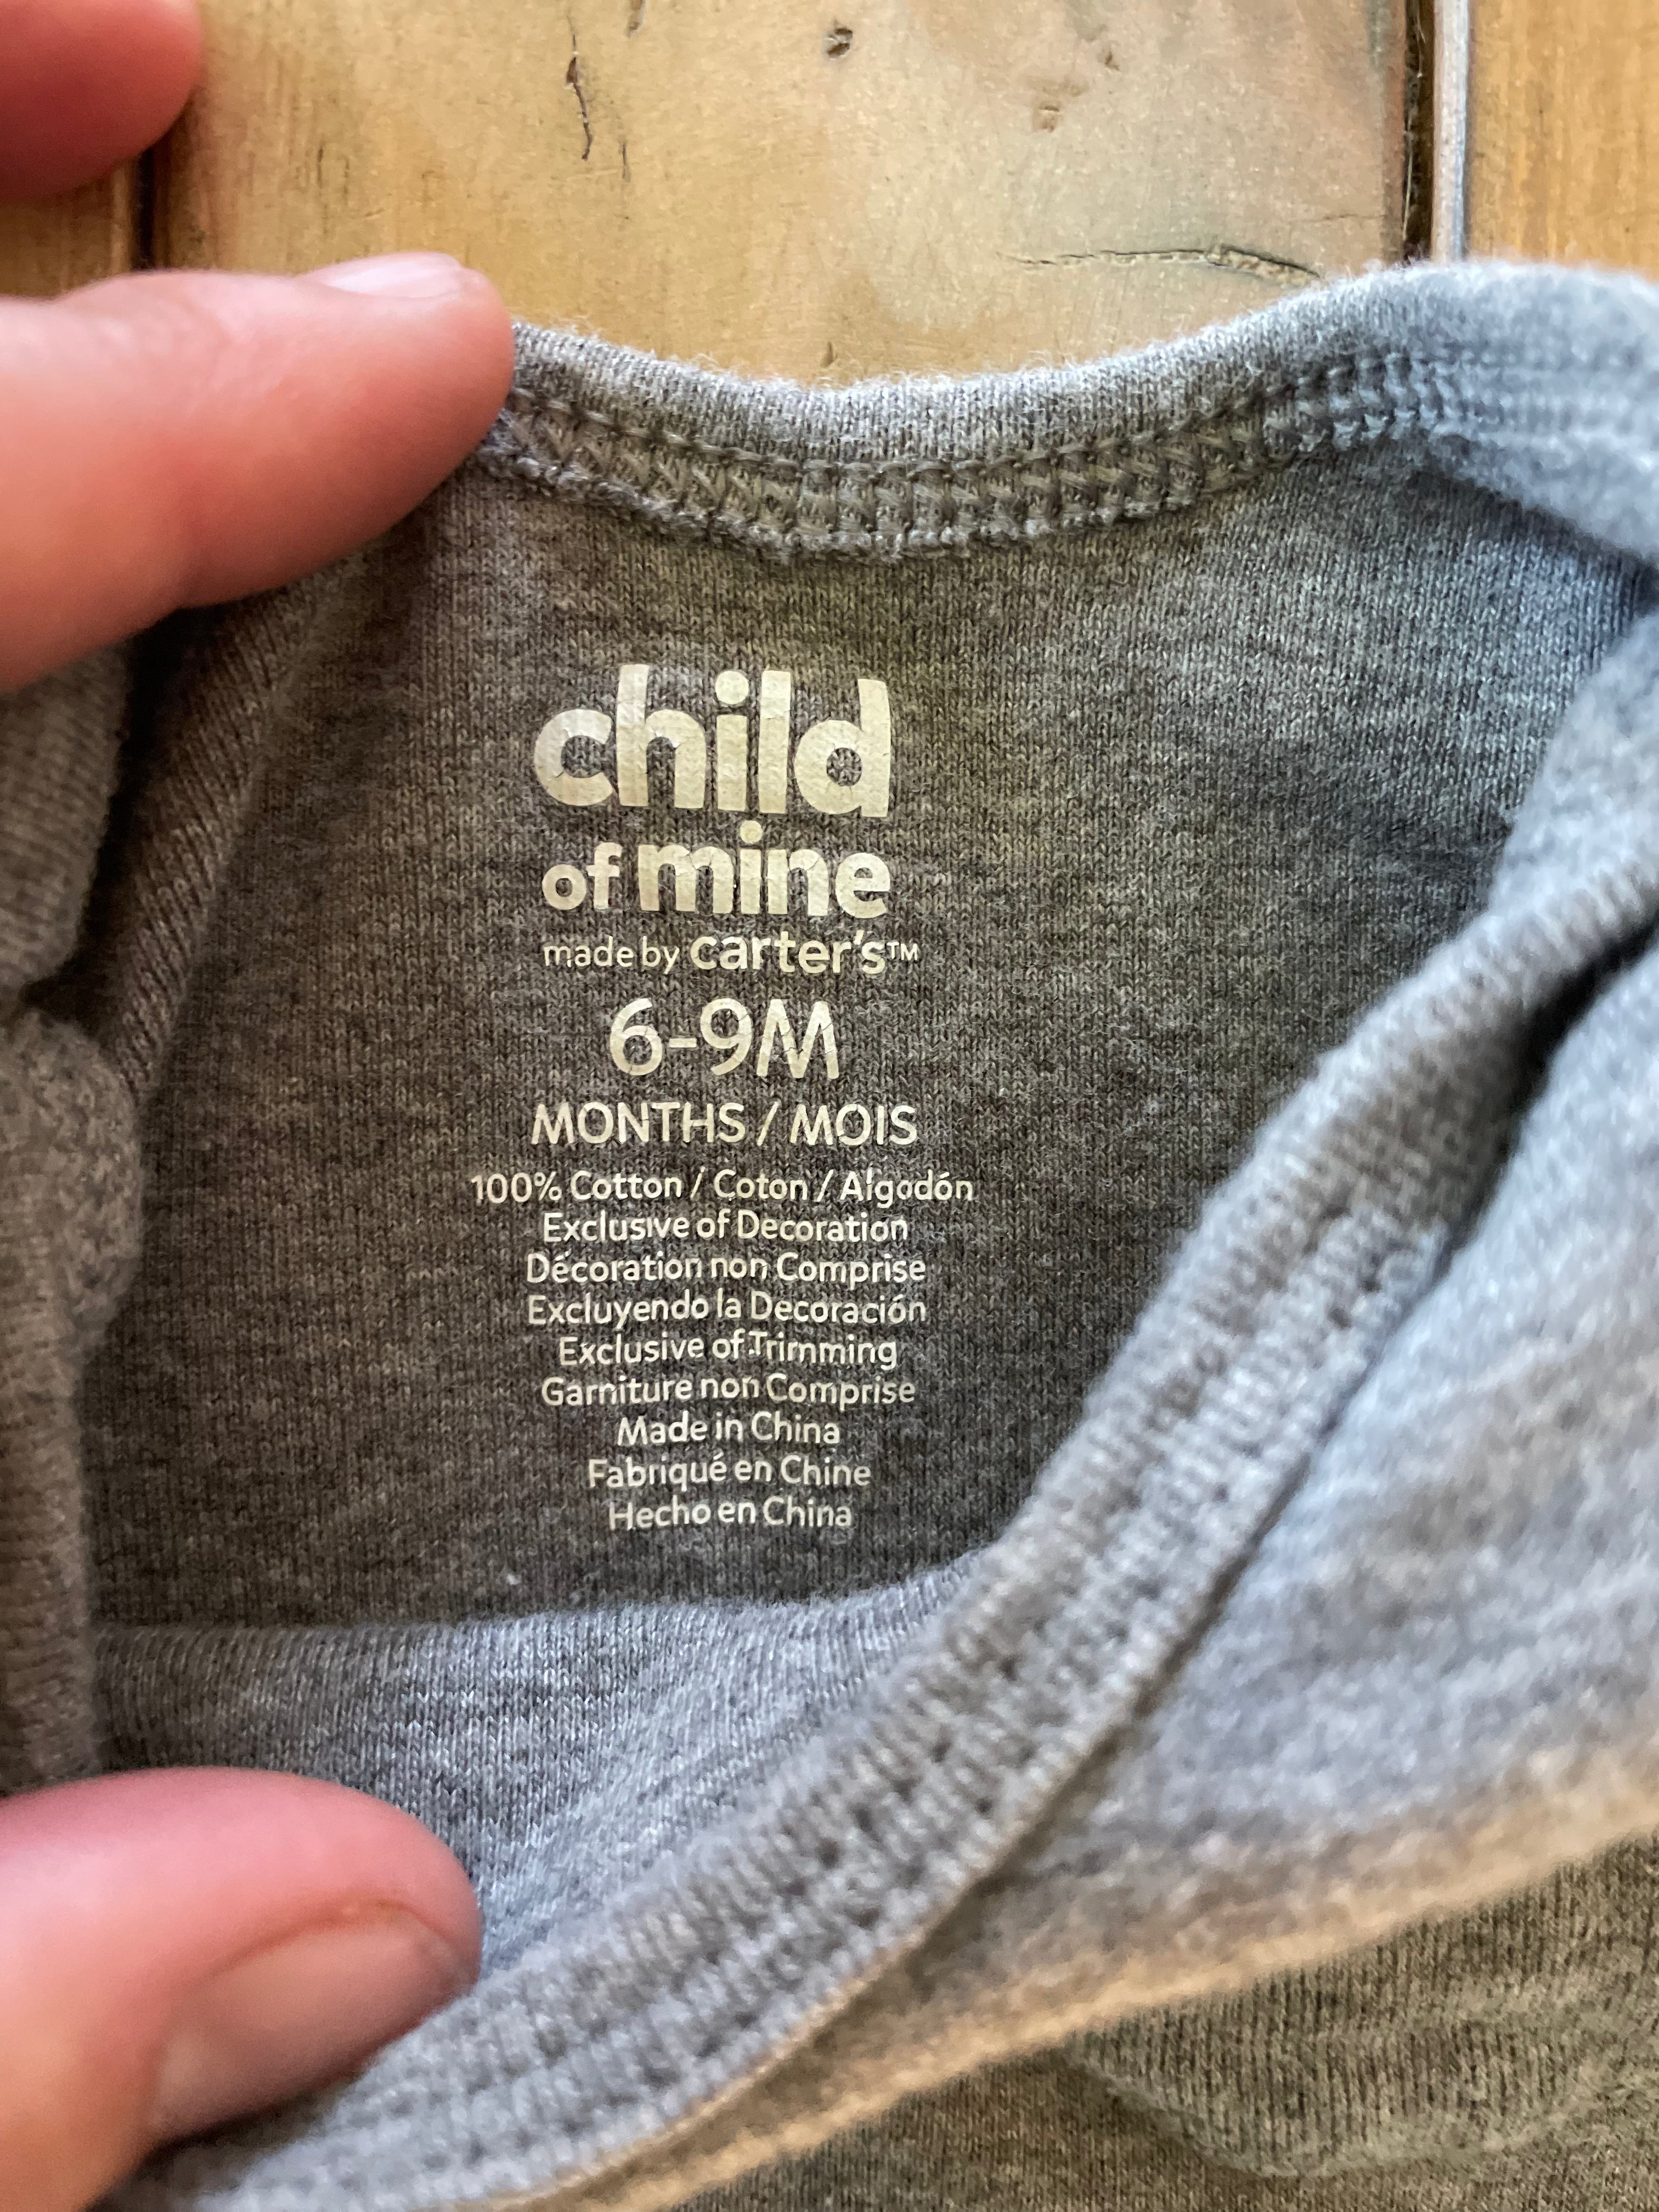 child
of mine
made by carter's™
6-9M
MONTHS / MOIS
100% Cotton / Coton / Algodón
Exclusive of Decoration
Décoration non Comprise
Excluyendo la Decoración
Exclusive of Trimming
Garniture non Comprise
Made in China
Fabriqué en Chine
Hecho en China